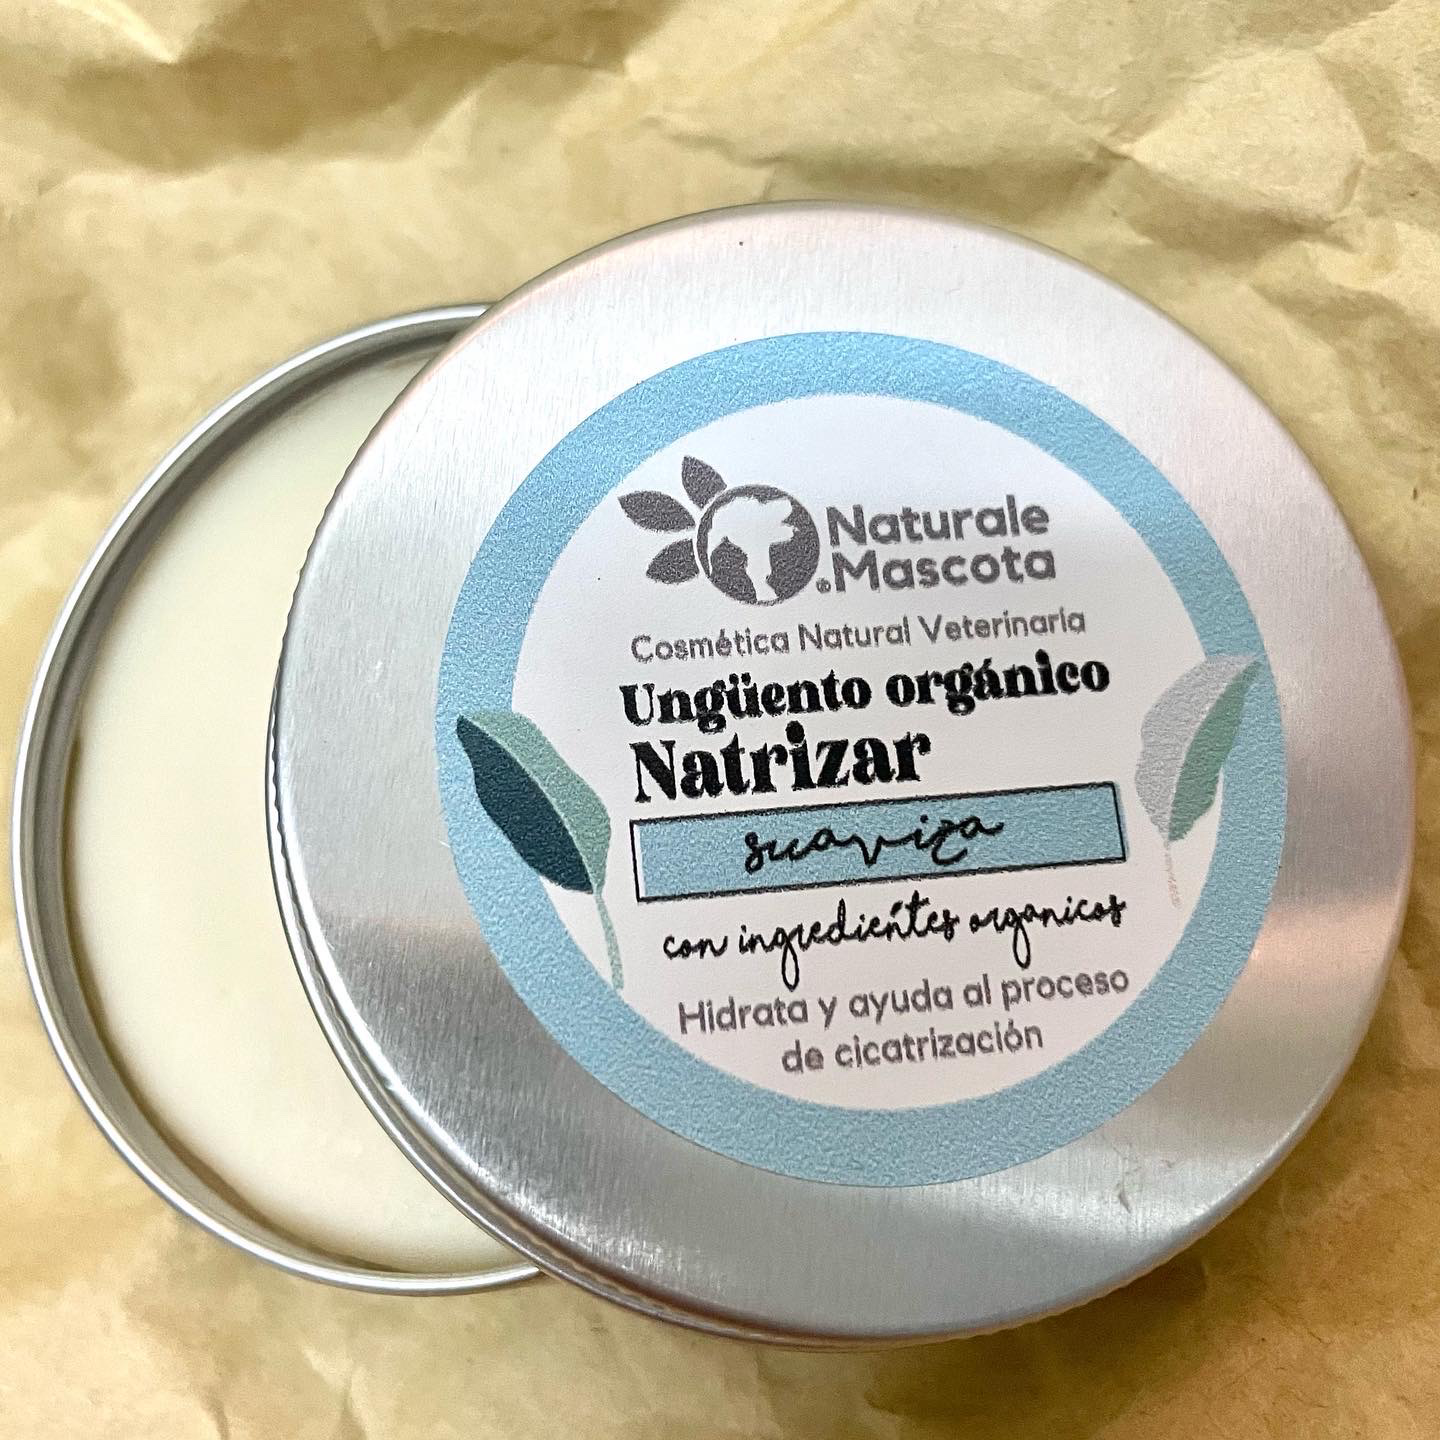 Naturale
®Mascota
Cosmética Natural Veterinaria
Ungüento orgánico
Natrizar
suaviza
con ingredientes organicos
Hidrata y ayuda al proceso
de cicatrización